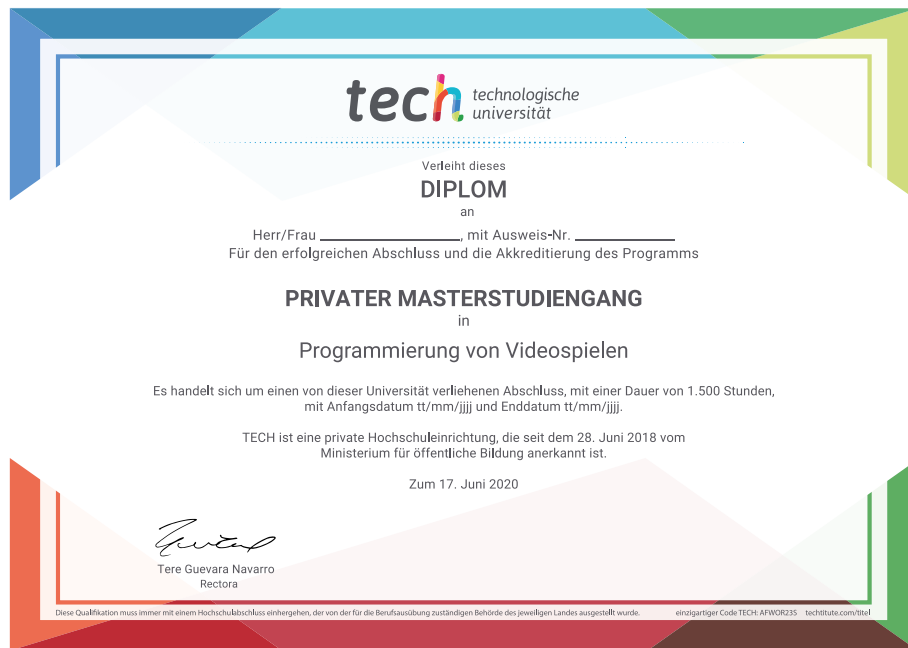 tech technologische
universität
Verleiht dieses
DIPLOM
an
Herr/Frau ____________, mit Ausweis-Nr. ____________
Für den erfolgreichen Abschluss und die Akkreditierung des Programms
PRIVATER MASTERSTUDIENGANG
in
Programmierung von Videospielen
Es handelt sich um einen von dieser Universität verliehenen Abschluss, mit einer Dauer von 1.500 Stunden,
mit Anfangsdatum tt/mm/jjjj und Enddatum tt/mm/jjjj.
TECH ist eine private Hochschuleinrichtung, die seit dem 28. Juni 2018 vom
Ministerium für öffentliche Bildung anerkannt ist.
Zum 17. Juni 2020
Tere Guevara Navarro
Rectora
Diese Qualifikation muss immer mit einem Hochschulabschluss einhergehen, der von der für die Berufsausübung zuständigen Behörde des jeweiligen Landes ausgestellt wurde. einzigartiger Code TECH: AFWOR23S techtitute.com/titel